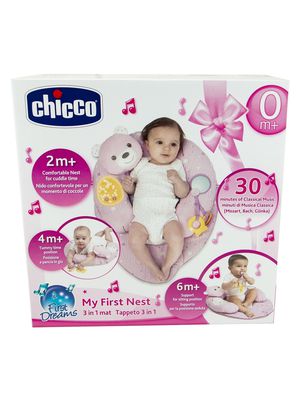 chicco
0
m+
2m+
Comfortable Nest
for cuddle time
Nido confortevole per un
momento di coccole
30
minutes of Classical Music
minuti di Musica Classica
(Mozart, Bach, Glinka)
4m+
Tummy time
position
Posizione
a pancia in giù
6m+
Support
for sitting position
Supporto
per la posizione seduta
First
Dreams
My First Nest
3 in 1 mat Tappeto 3 in 1